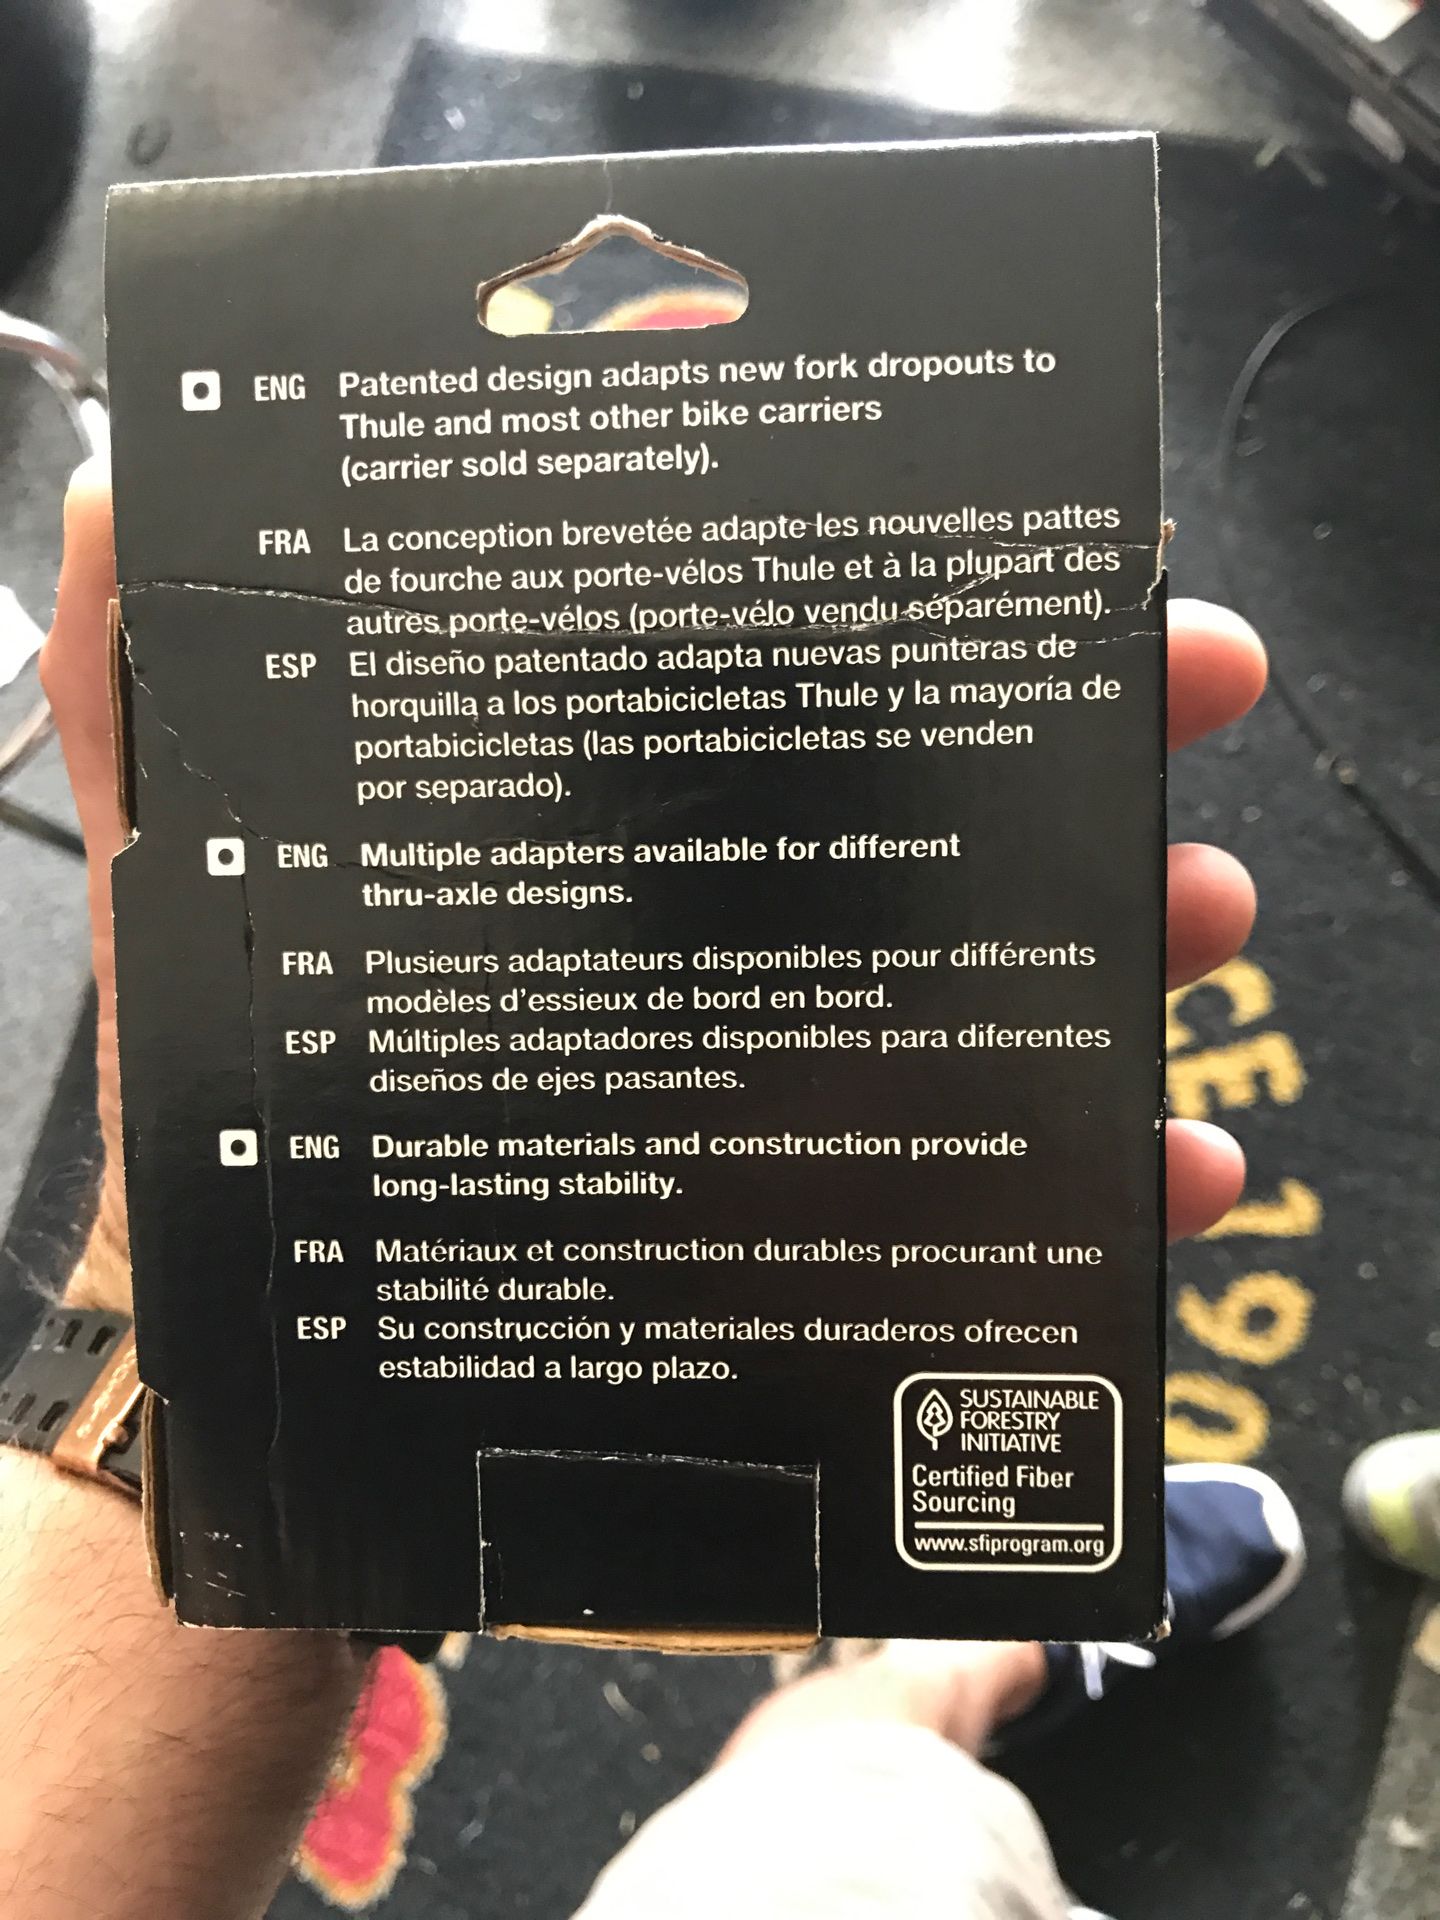 ENG Patented design adapts new fork dropouts to
Thule and most other bike carriers
(carrier sold separately).
FRA La conception brevetée adapte les nouvelles pattes
de fourche aux porte-vélos Thule et à la plupart des
autres porte-vélos (porte-vélo vendu séparément).
ESP El diseño patentado adapta nuevas punteras de
horquilla a los portabicicletas Thule y la mayoría de
portabicicletas (las portabicicletas se venden
por separado).
ENG Multiple adapters available for different
thru-axle designs.
FRA Plusieurs adaptateurs disponibles pour différents
modèles d'essieux de bord en bord.
ESP Múltiples adaptadores disponibles para diferentes
diseños de ejes pasantes.
ENG Durable materials and construction provide
long-lasting stability.
FRA Matériaux et construction durables procurant une
stabilité durable.
ESP Su construcción y materiales duraderos ofrecen
estabilidad a largo plazo.
SUSTAINABLE
FORESTRY
INITIATIVE
Certified Fiber
Sourcing
www.sfiprogram.org
CE 190